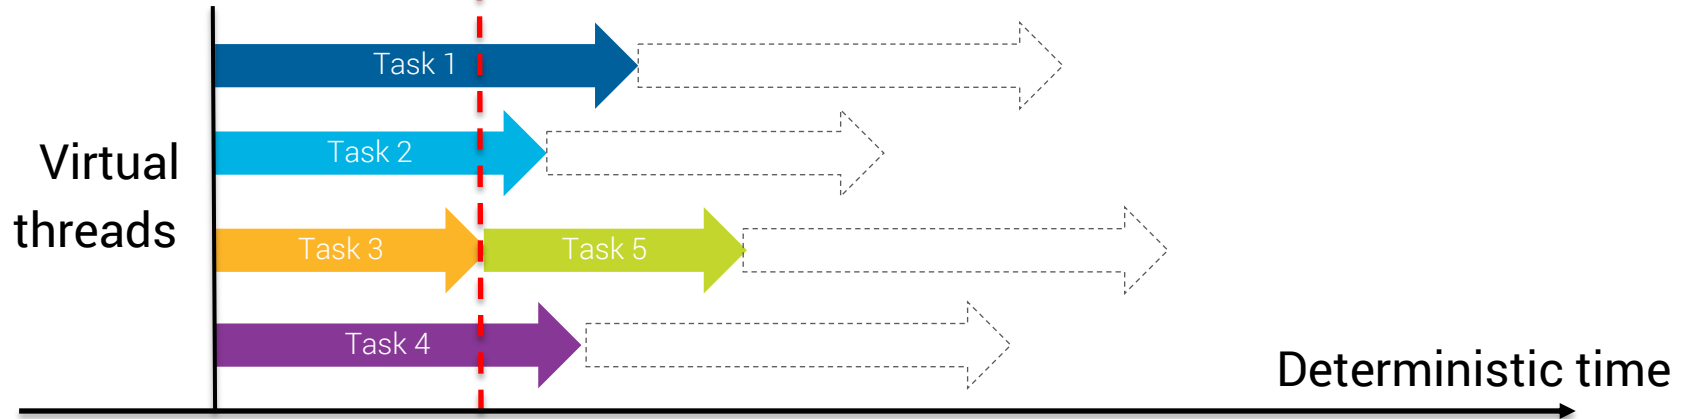 Task 1
Task 2
Virtual
threads
Task 3
Task 5
Task 4
Deterministic time